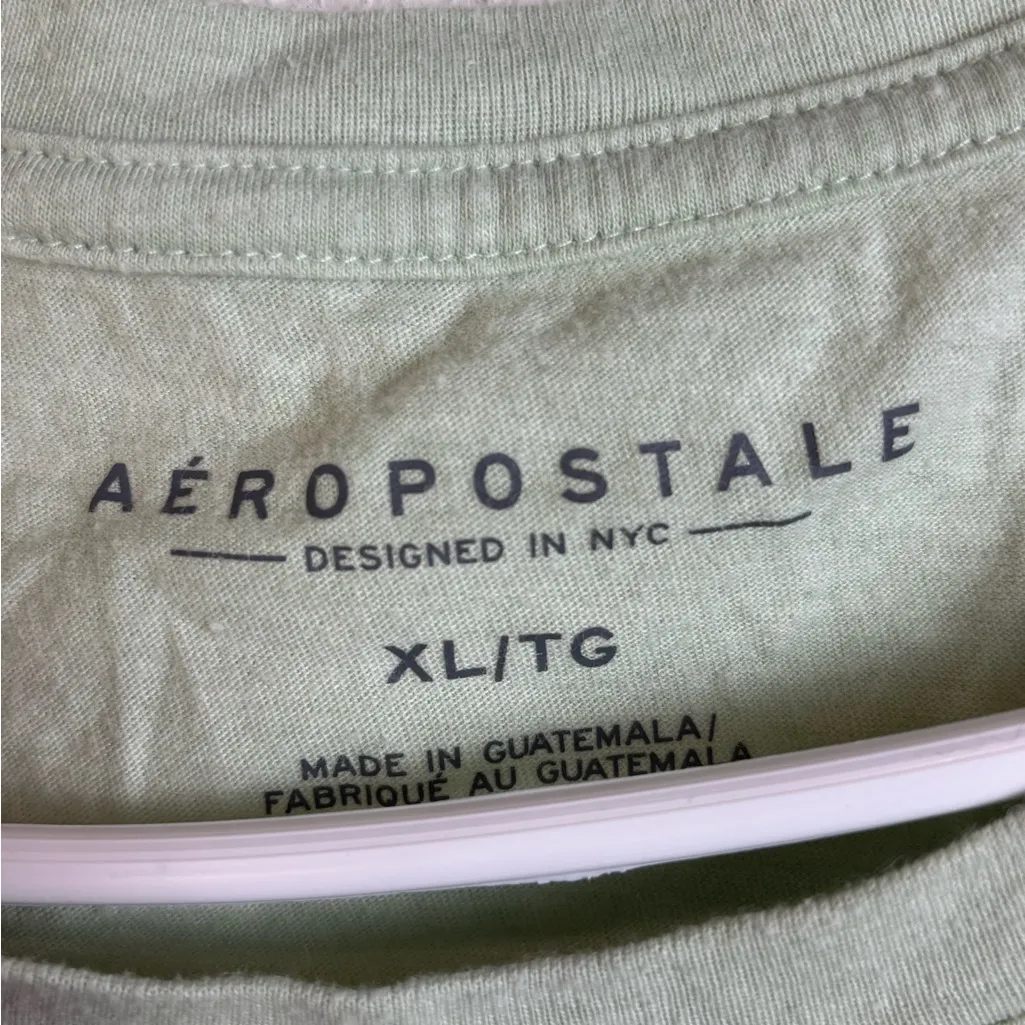 AÉROPOSTALE
DESIGNED IN NYC
XL/TG
MADE IN GUATEMALA/
FABRIQUÉ AU GUATEMALA